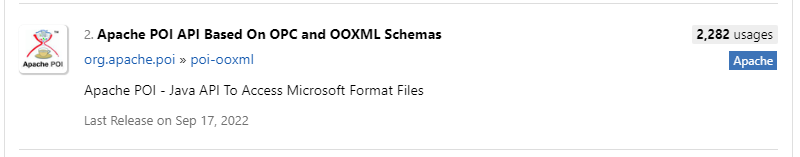 2. Apache POI API Based On OPC and OOXML Schemas
2,282 usages
org.apache.poi » poi-ooxml
Apache
Apache POI
Apache POI - Java API To Access Microsoft Format Files
Last Release on Sep 17, 2022